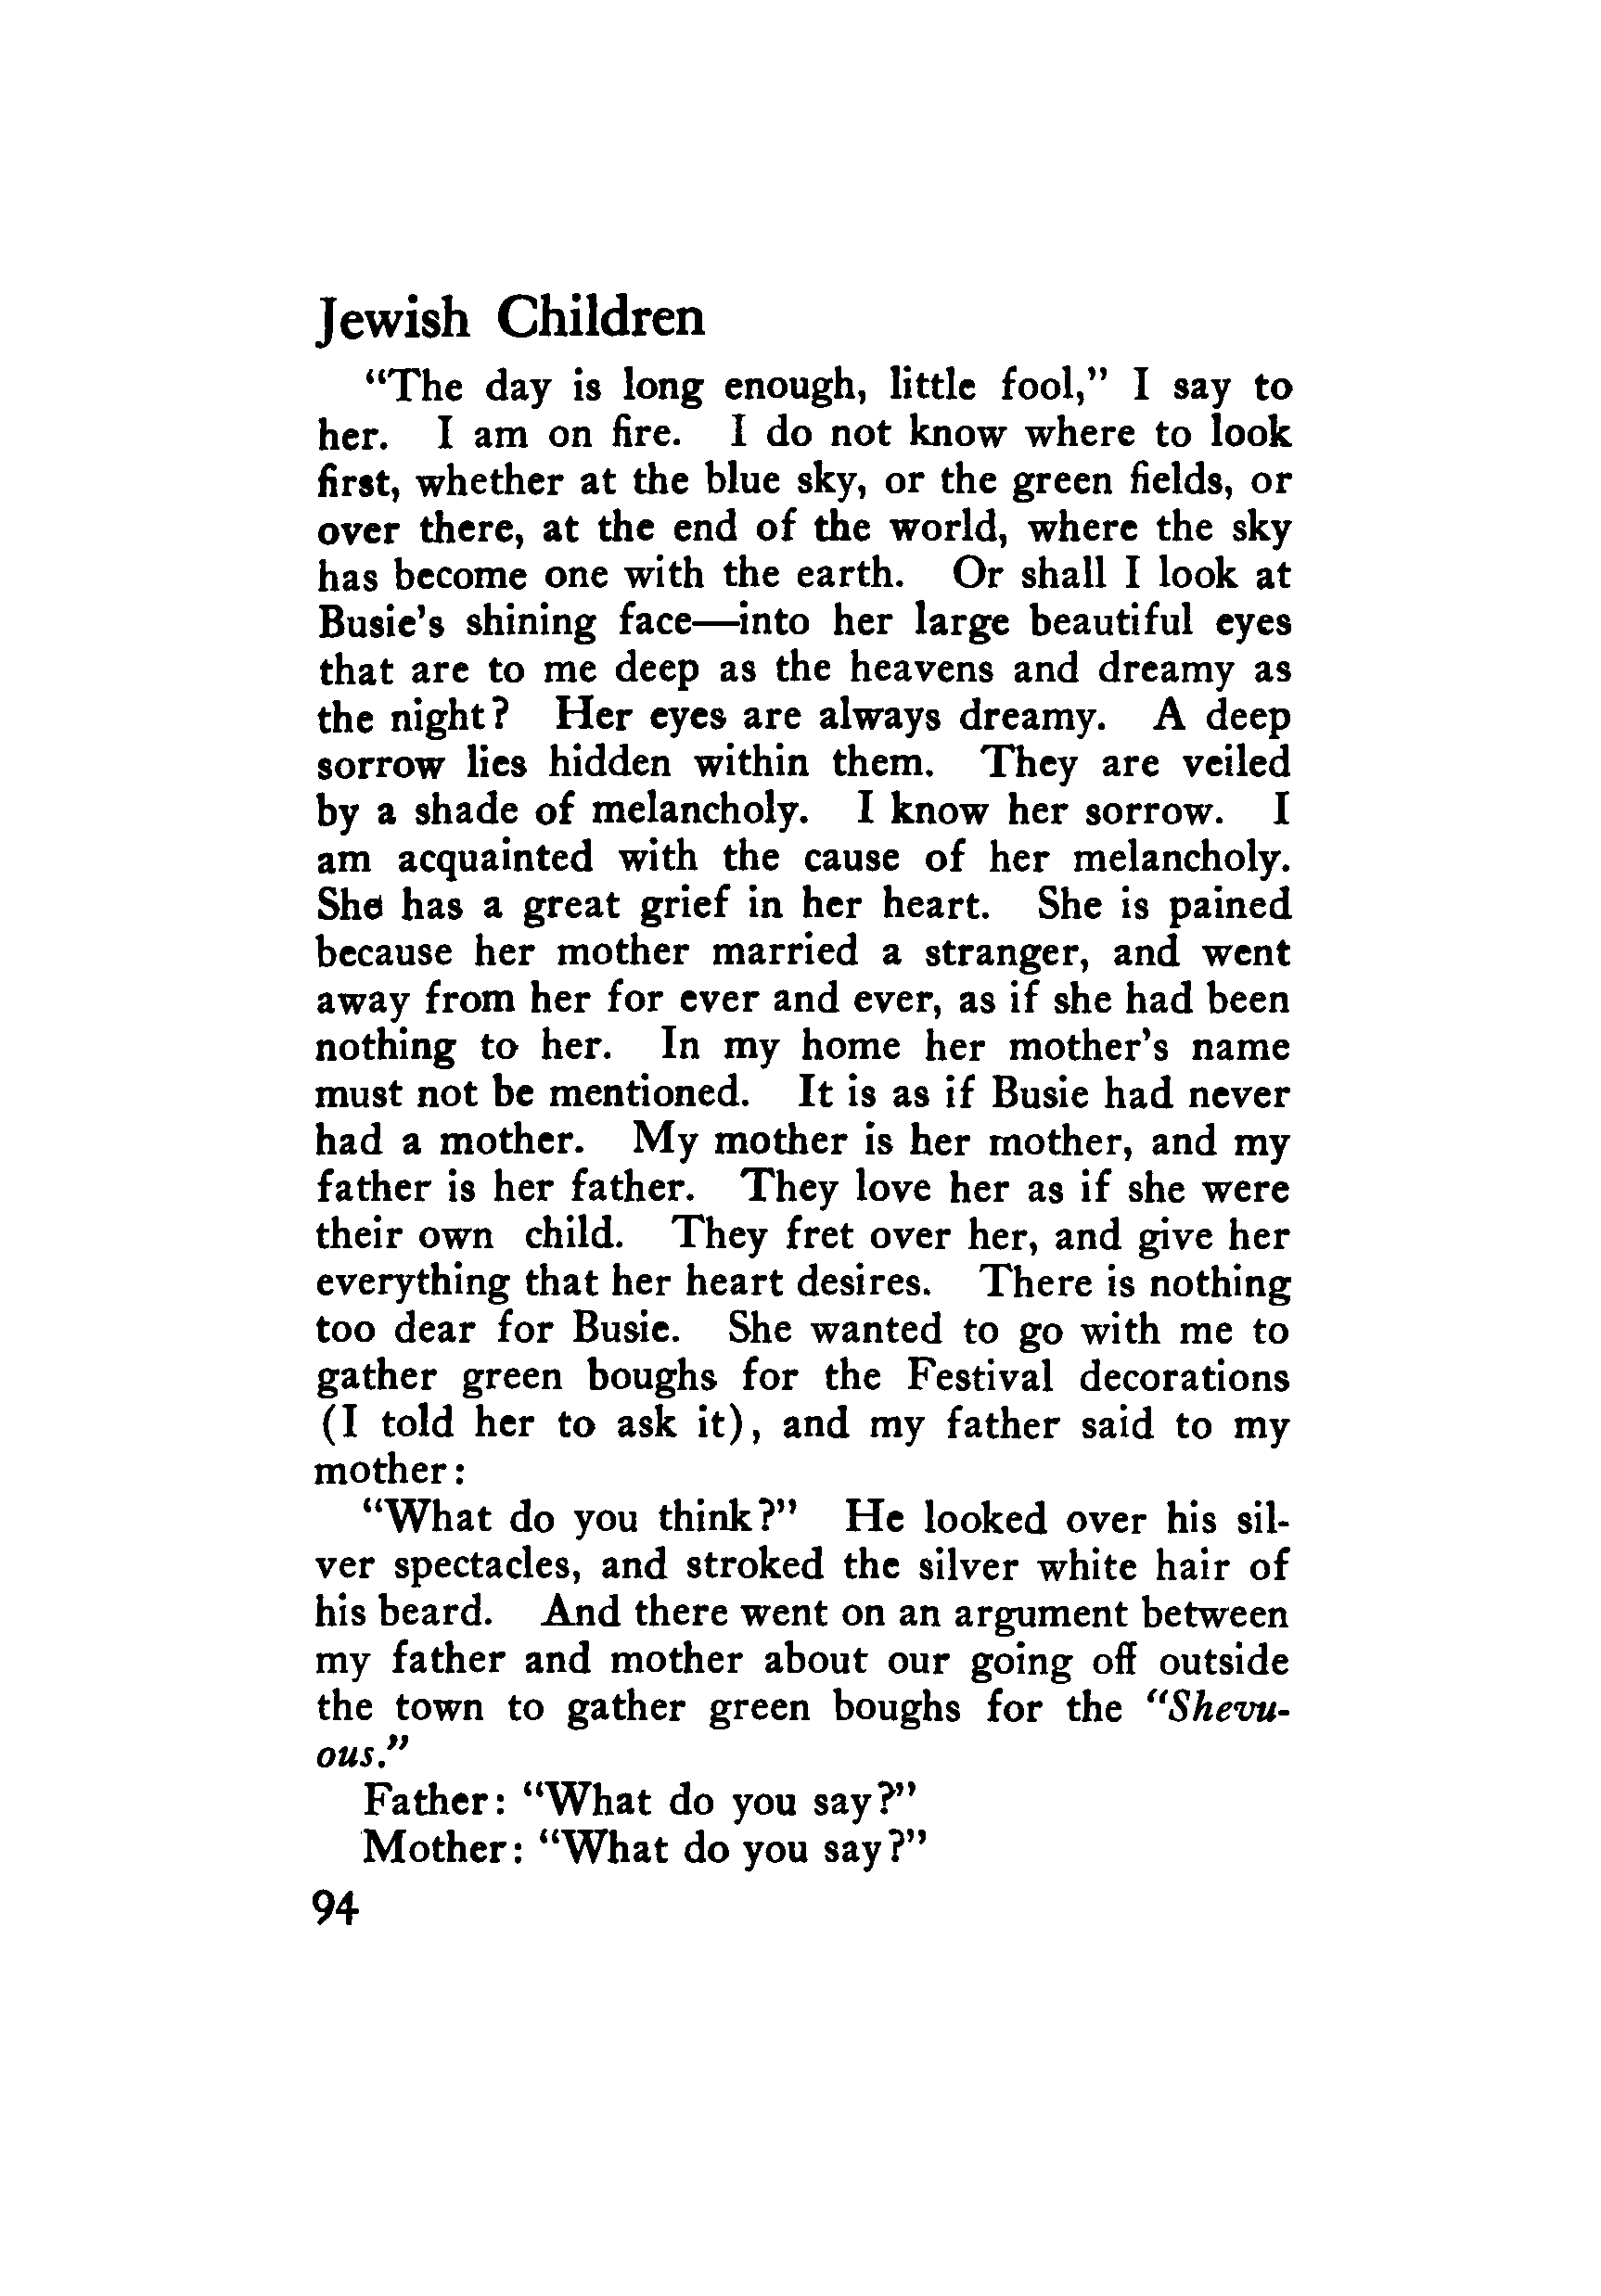 Jewish Children
“The day is long enough, little fool,” I say to
her. I am on fire. I do not know where to look
first, whether at the blue sky, or the green fields, or
over there, at the end of the world, where the sky
has become one with the earth. Or shall I look at
Busie’s shining face—into her large beautiful eyes
that are to me deep as the heavens and dreamy as
the night? Her eyes are always dreamy. A deep
sorrow lies hidden within them. They are veiled
by a shade of melancholy. I know her sorrow. I
am acquainted with the cause of her melancholy.
She has a great grief in her heart. She is pained
because her mother married a stranger, and went
away from her for ever and ever, as if she had been
nothing to her. In my home her mother’s name
must not be mentioned. It is as if Busie had never
had a mother. My mother is her mother, and my
father is her father. They love her as if she were
their own child. They fret over her, and give her
everything that her heart desires. There is nothing
too dear for Busie. She wanted to go with me to
gather green boughs for the Festival decorations
(I told her to ask it), and my father said to my
mother:
“What do you think?” He looked over his sil-
ver spectacles, and stroked the silver white hair of
his beard. And there went on an argument between
my father and mother about our going off outside
the town to gather green boughs for the “Shevu-
ous.”
Father: “What do you say?”
Mother: “What do you say?”
94